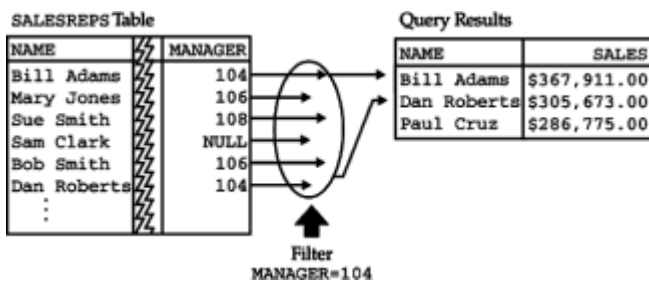 SALESREPS Table
NAME MANAGER
Bill Adams 104
Mary Jones 106
Sue Smith 108
Sam Clark NULL
Bob Smith 106
Dan Roberts 104
Query Results
NAME SALES
Bill Adams $367,911.00
Dan Roberts $305,673.00
Paul Cruz $286,775.00
Filter
MANAGER=104